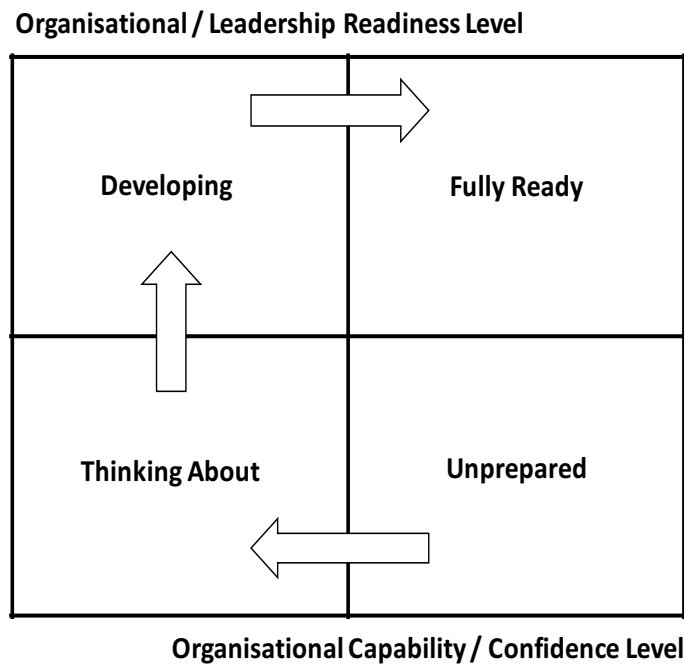 Organisational / Leadership Readiness Level
Developing
Fully Ready
Thinking About
Unprepared
Organisational Capability / Confidence Level